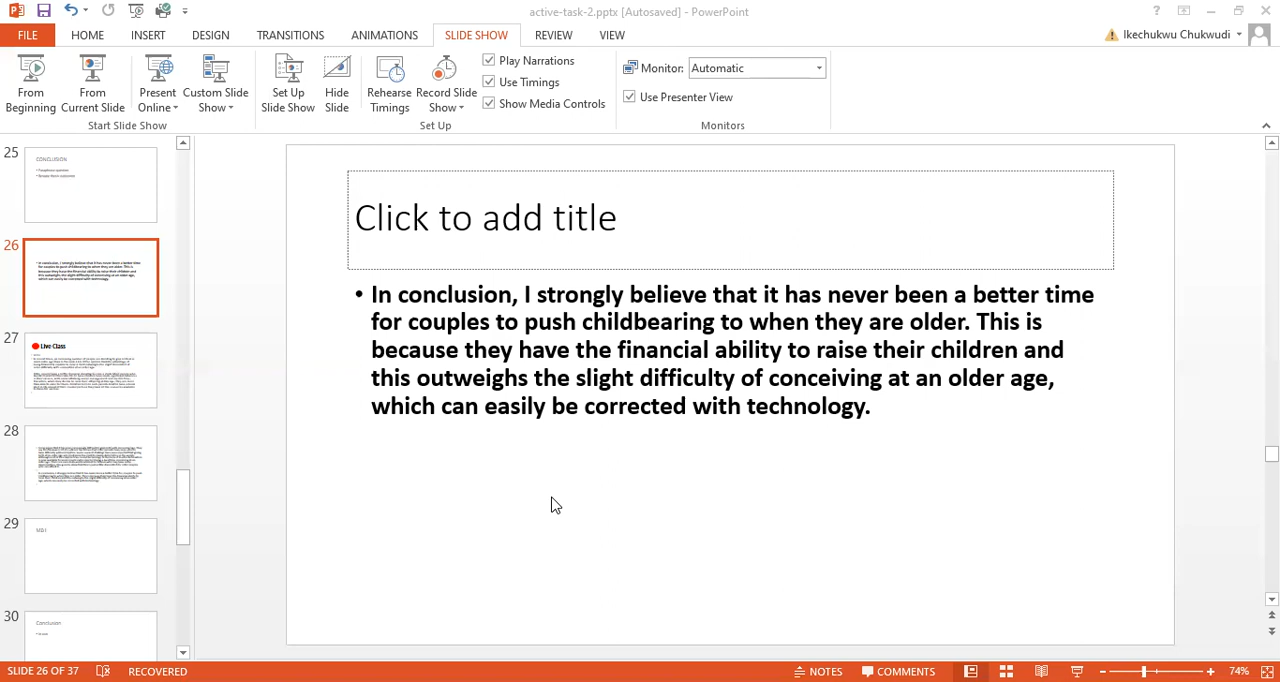 active-task-2.pptx [Autosaved] - PowerPoint
FILE HOME INSERT DESIGN TRANSITIONS ANIMATIONS SLIDE SHOW REVIEW VIEW
Ikechukwu Chukwudi
From Beginning
From Current Slide
Present Online
Custom Slide Show
Start Slide Show
Set Up Slide Show
Hide Slide
Rehearse Timings
Record Slide Show
Play Narrations
Use Timings
Show Media Controls
Set Up
Monitor: Automatic
Use Presenter View
Monitors
25
CONCLUSION
26
27
Live Class
28
29
30
Conclusion
Click to add title
• In conclusion, I strongly believe that it has never been a better time
for couples to push childbearing to when they are older. This is
because they have the financial ability to raise their children and
this outweighs the slight difficulty of conceiving at an older age,
which can easily be corrected with technology.
SLIDE 26 OF 37 RECOVERED NOTES COMMENTS 74%